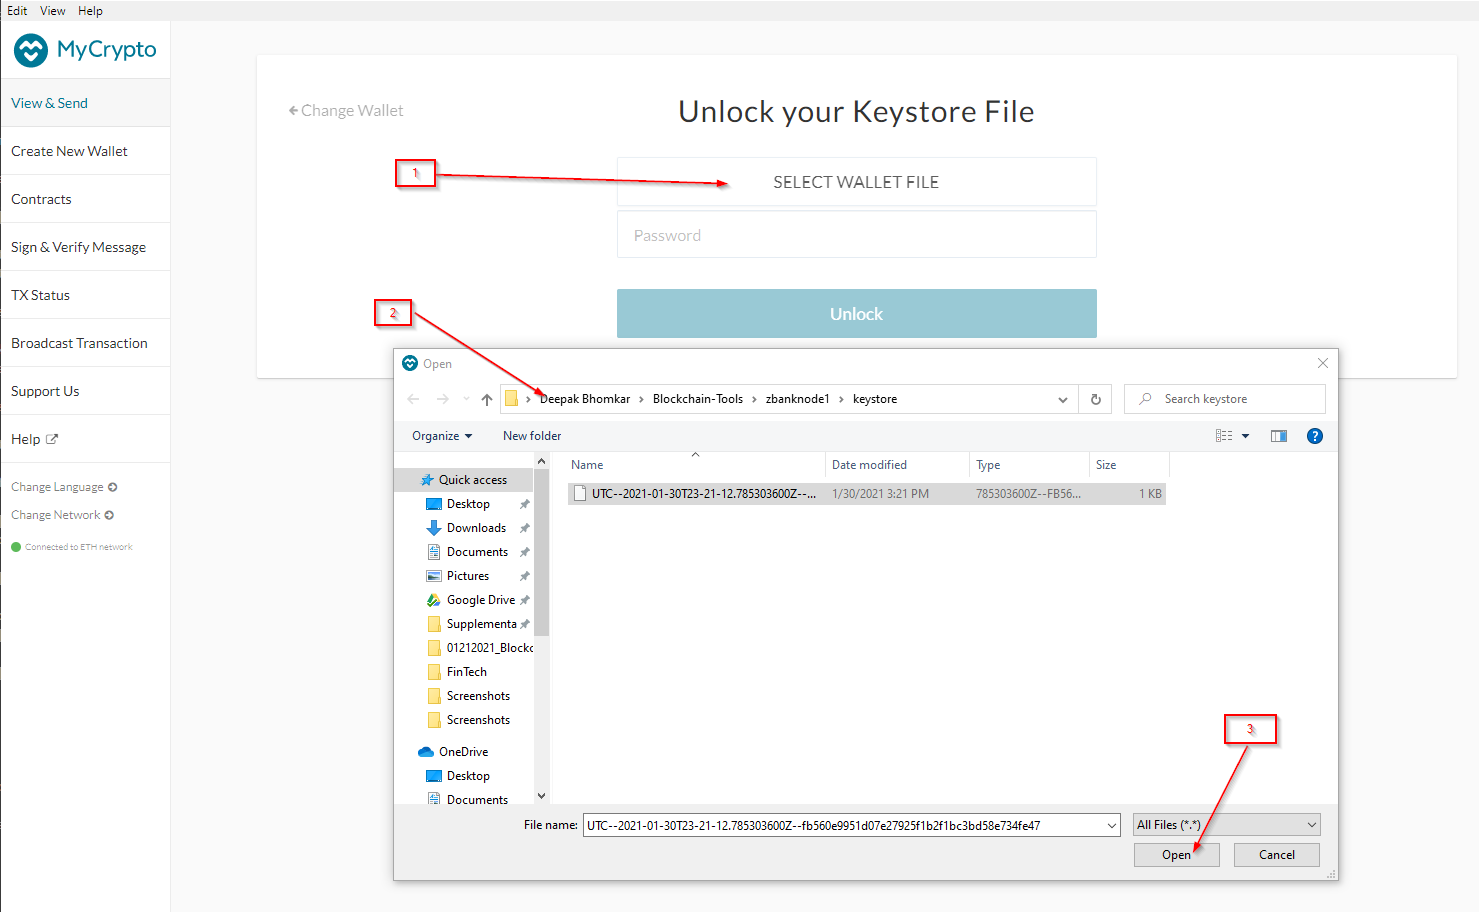 Edit View Help
MyCrypto
View & Send
Create New Wallet
Contracts
Sign & Verify Message
TX Status
Broadcast Transaction
Support Us
Help
Change Language
Change Network
Connected to ETH network
Change Wallet
Unlock your Keystore File
1
SELECT WALLET FILE
Password
2
Unlock
Open
Deepak Bhomkar > Blockchain-Tools > zbanknode1 > keystore
Search keystore
Organize New folder
Name Date modified Type Size
UTC--2021-01-30T23-21-12.785303600Z--... 1/30/2021 3:21 PM 785303600Z--FB56... 1 KB
Quick access
Desktop
Downloads
Documents
Pictures
Google Drive
Supplementa
01212021_Blockc
FinTech
Screenshots
Screenshots
OneDrive
Desktop
Documents
3
File name: UTC--2021-01-30T23-21-12.785303600Z--fb560e9951d07e27925f1b2f1bc3bd58e734fe47
All Files (*.*)
Open Cancel